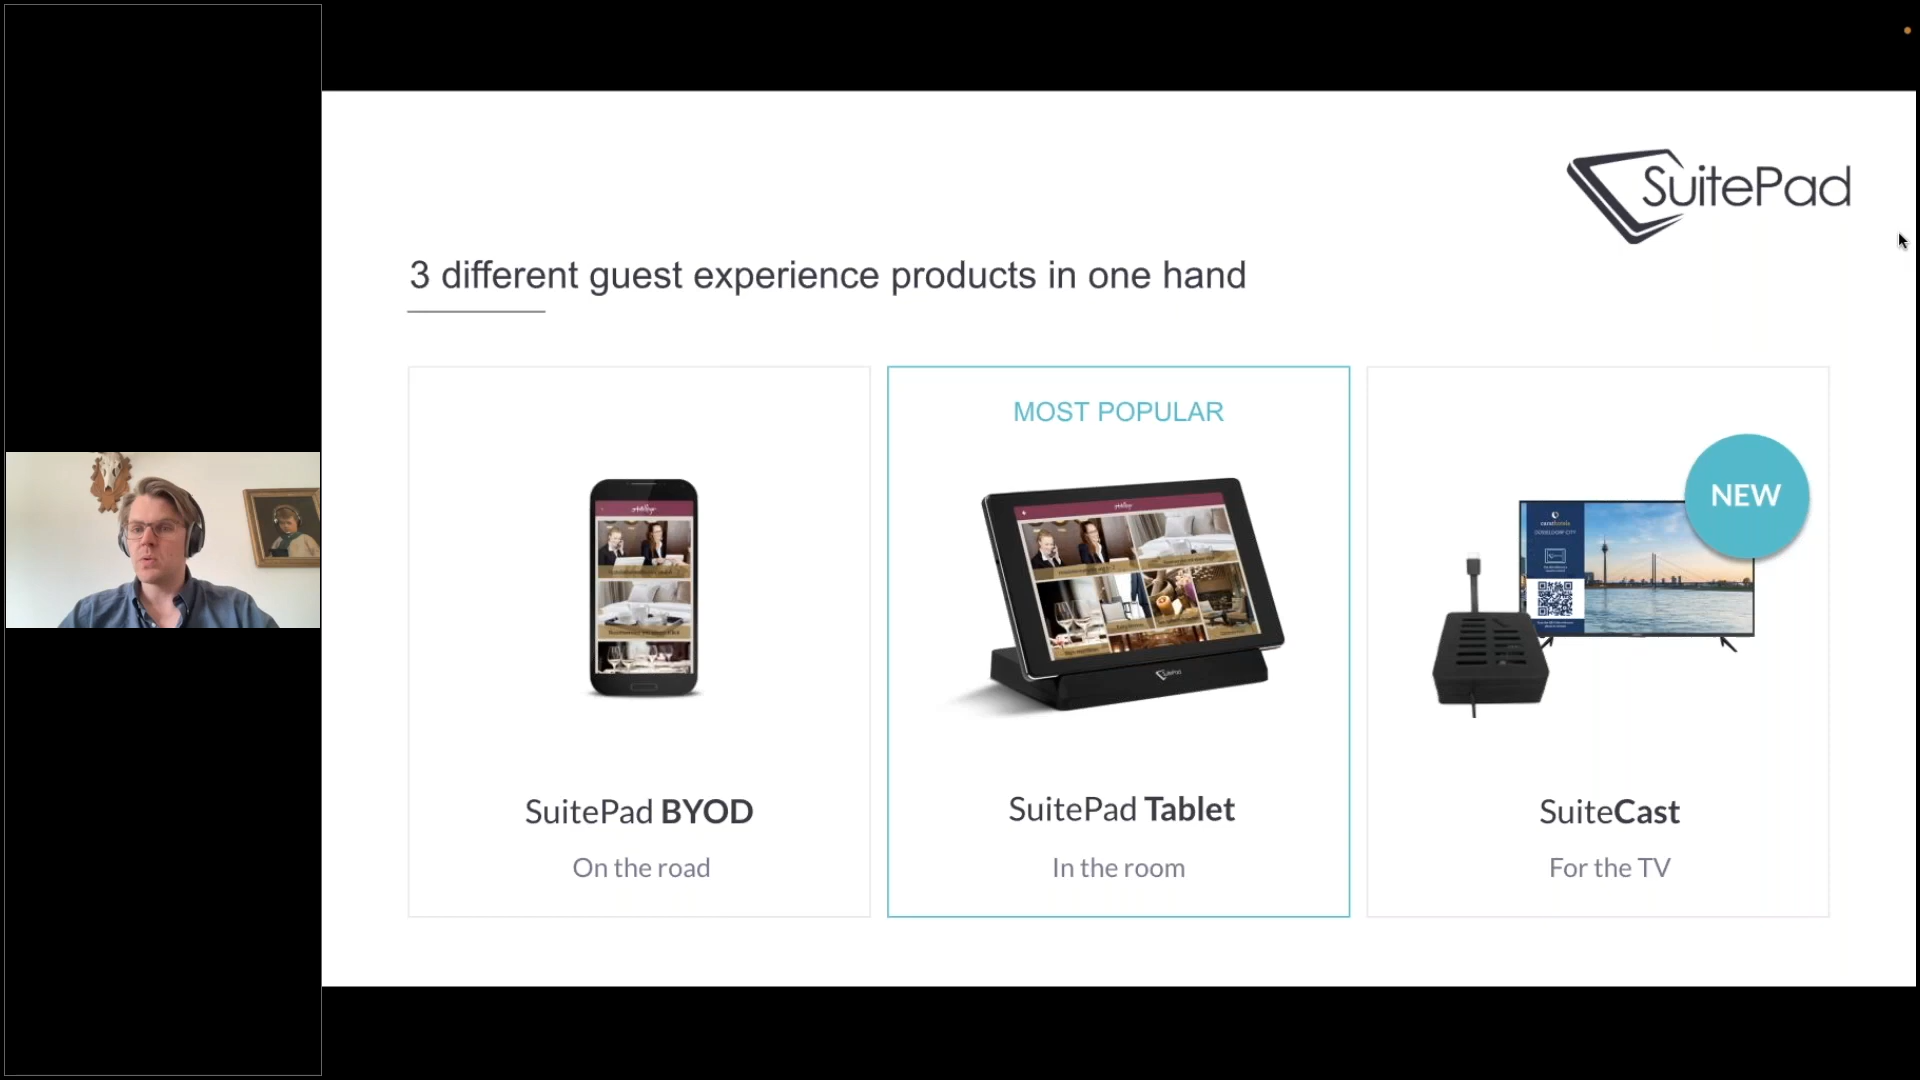 SuitePad
3 different guest experience products in one hand
MOST POPULAR
NEW
SuitePad
SuitePad BYOD
SuitePad Tablet
SuiteCast
On the road
In the room
For the TV